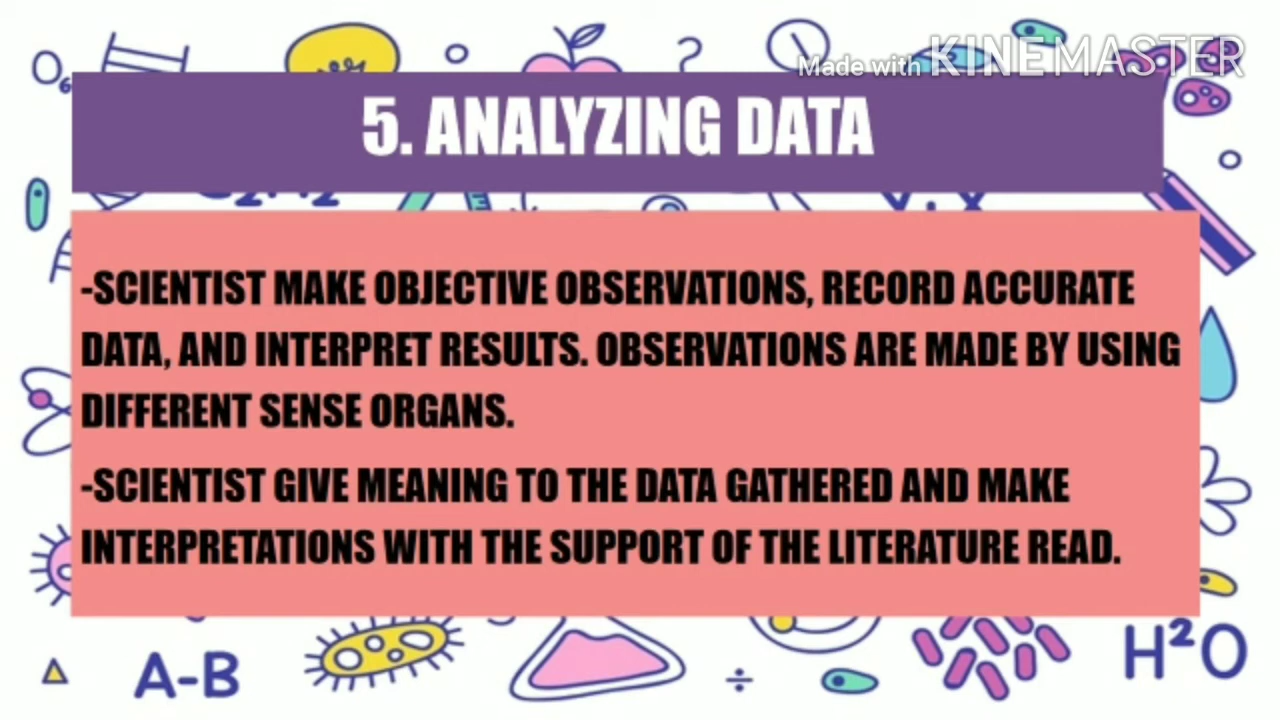 Made with KINEMASTER
5. ANALYZING DATA
-SCIENTIST MAKE OBJECTIVE OBSERVATIONS, RECORD ACCURATE
DATA, AND INTERPRET RESULTS. OBSERVATIONS ARE MADE BY USING
DIFFERENT SENSE ORGANS.
-SCIENTIST GIVE MEANING TO THE DATA GATHERED AND MAKE
INTERPRETATIONS WITH THE SUPPORT OF THE LITERATURE READ.
A-B
÷
H²O